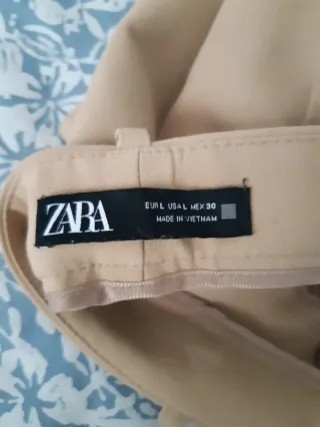 ZARA
EUR L USA L MEX 30
MADE IN VIETNAM